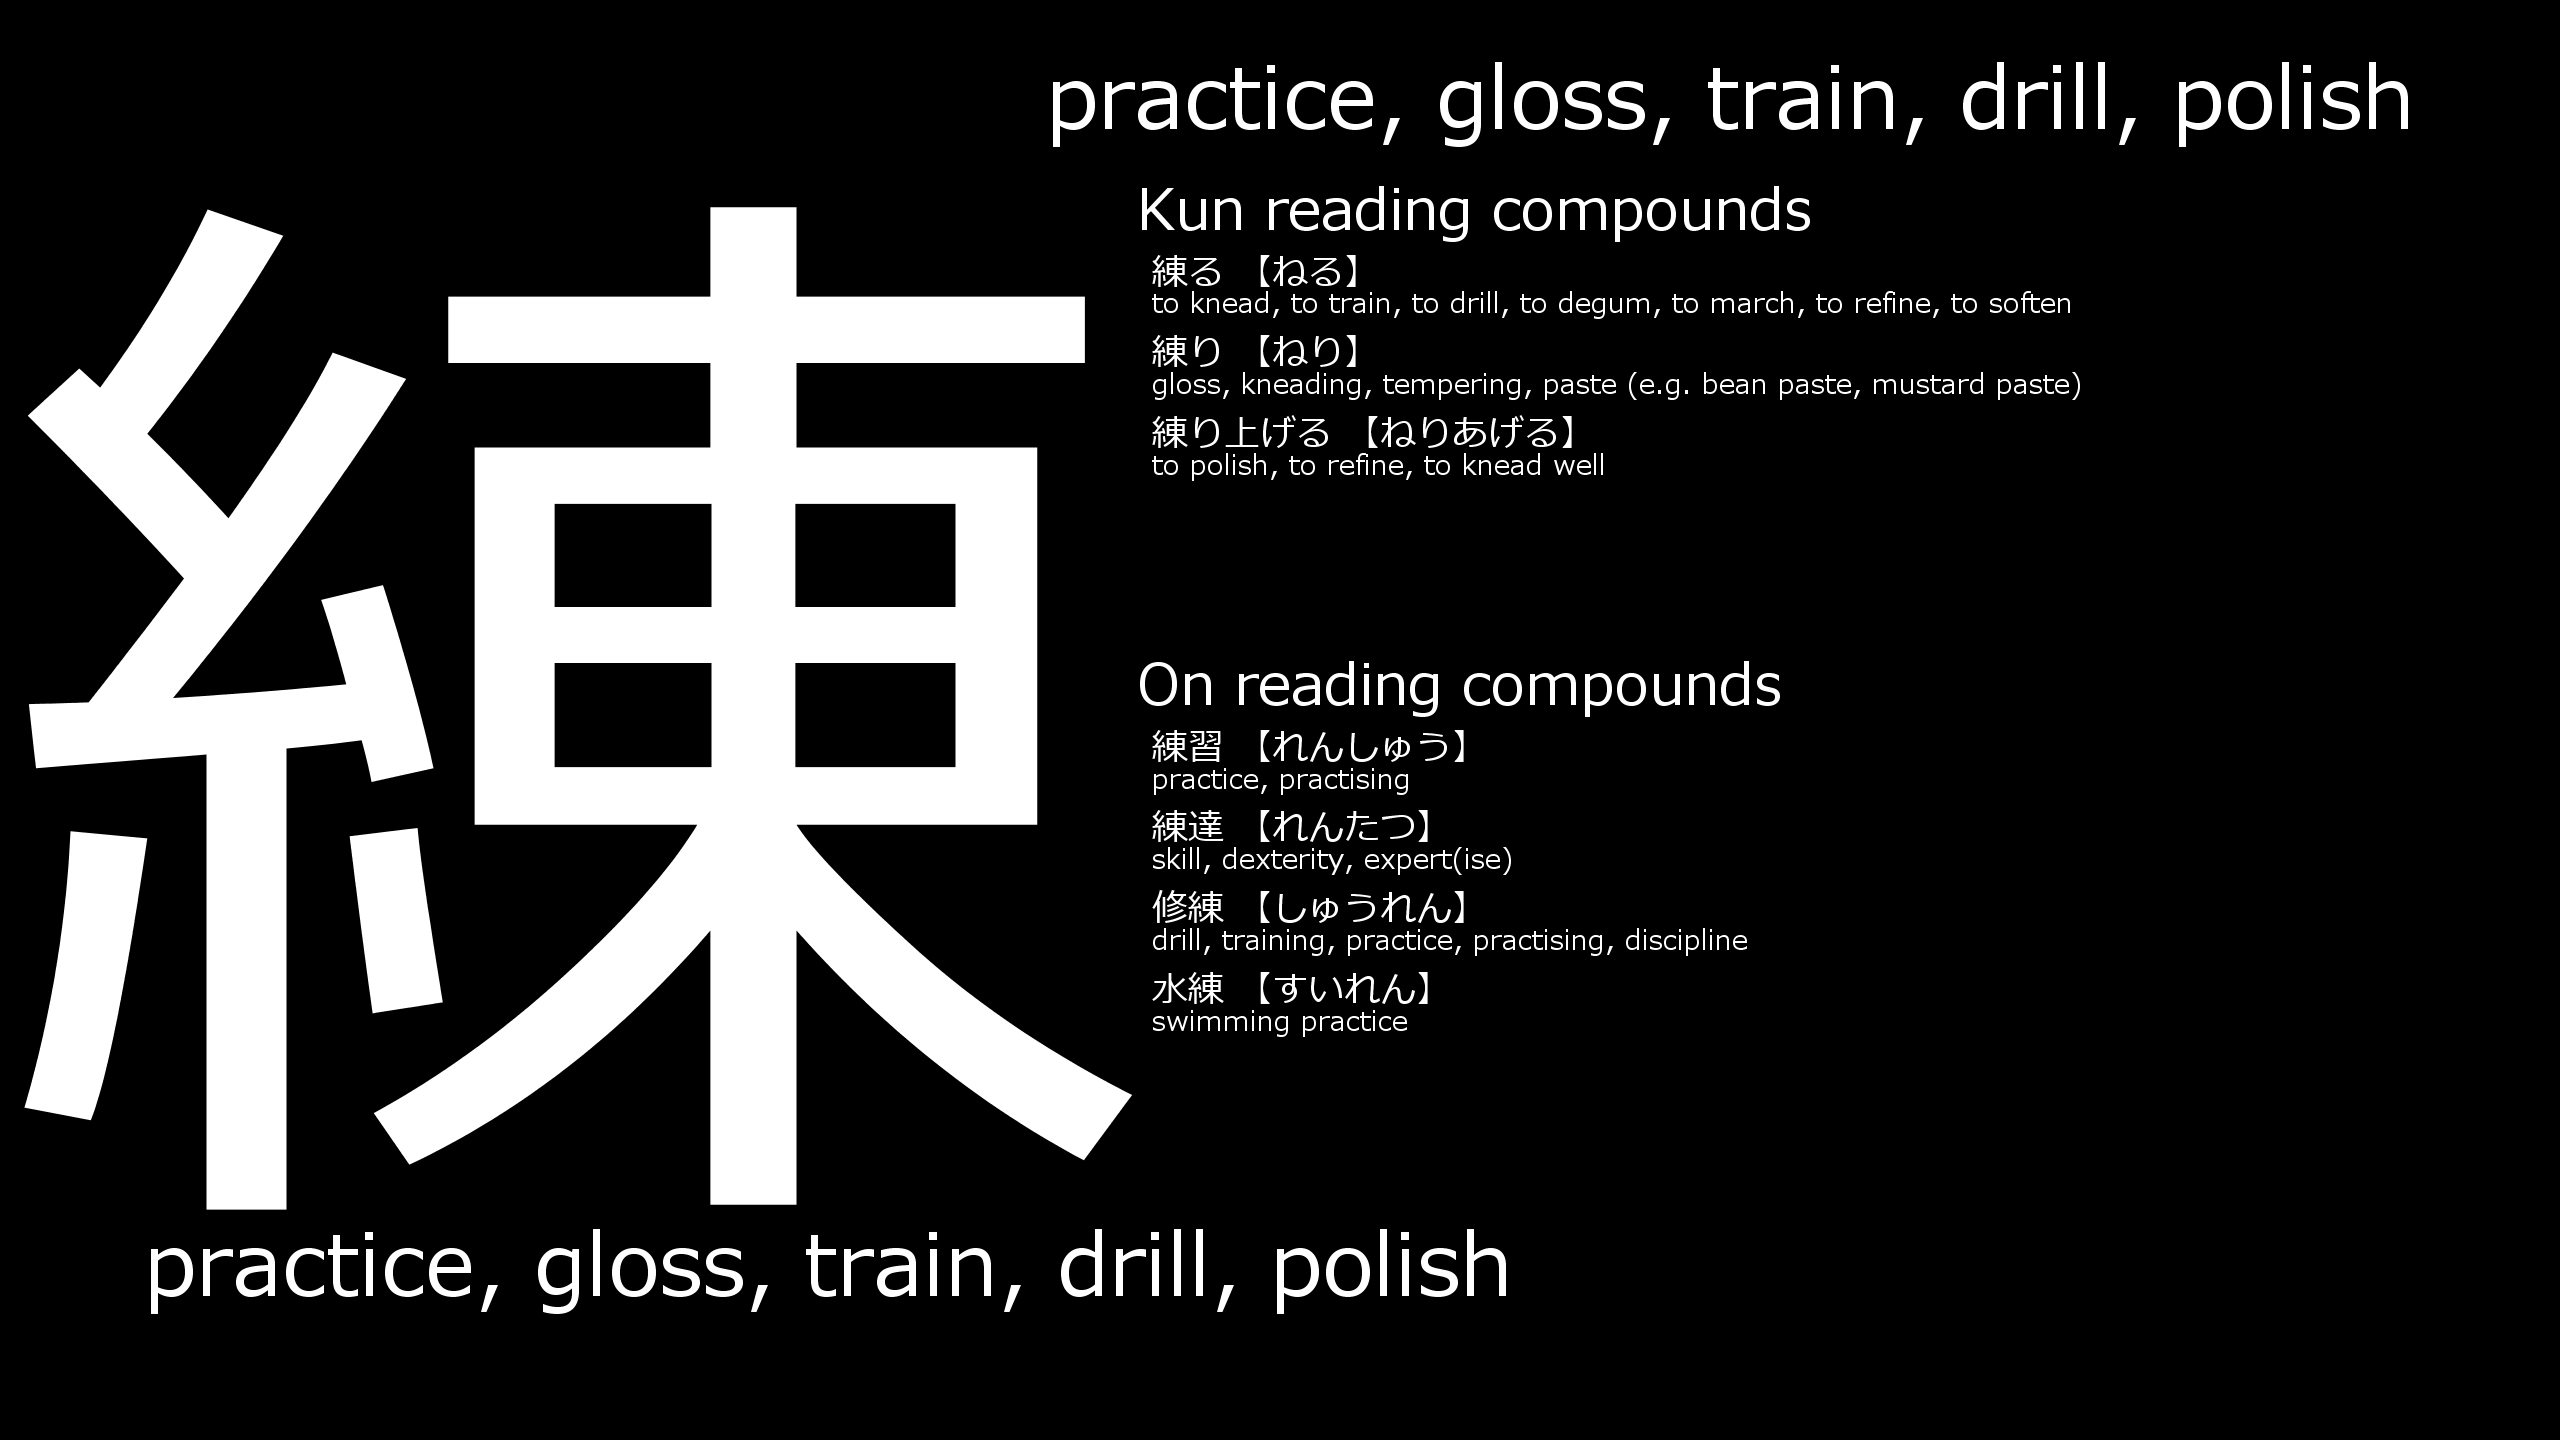 practice, gloss, train, drill, polish
練
Kun reading compounds
練る 【ねる】
to knead, to train, to drill, to degum, to march, to refine, to soften
練り 【ねり】
gloss, kneading, tempering, paste (e.g. bean paste, mustard paste)
練り上げる 【ねりあげる】
to polish, to refine, to knead well
On reading compounds
練習 【れんしゅう】
practice, practising
練達 【れんたつ】
skill, dexterity, expert(ise)
修練 【しゅうれん】
drill, training, practice, practising, discipline
水練 【すいれん】
swimming practice
practice, gloss, train, drill, polish